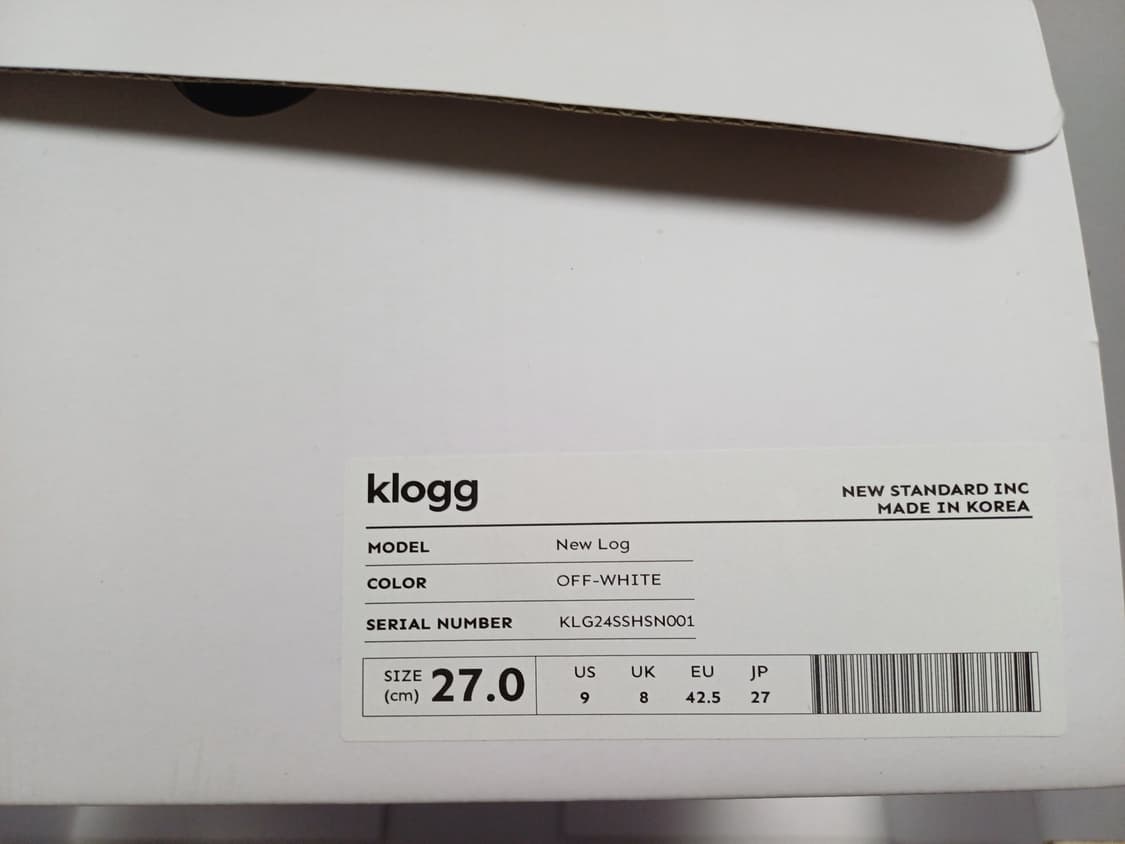 klogg
NEW STANDARD INC
MADE IN KOREA
MODEL New Log
COLOR OFF-WHITE
SERIAL NUMBER KLG24SSHSN001
SIZE (cm) 27.0
US UK EU JP
9 8 42.5 27